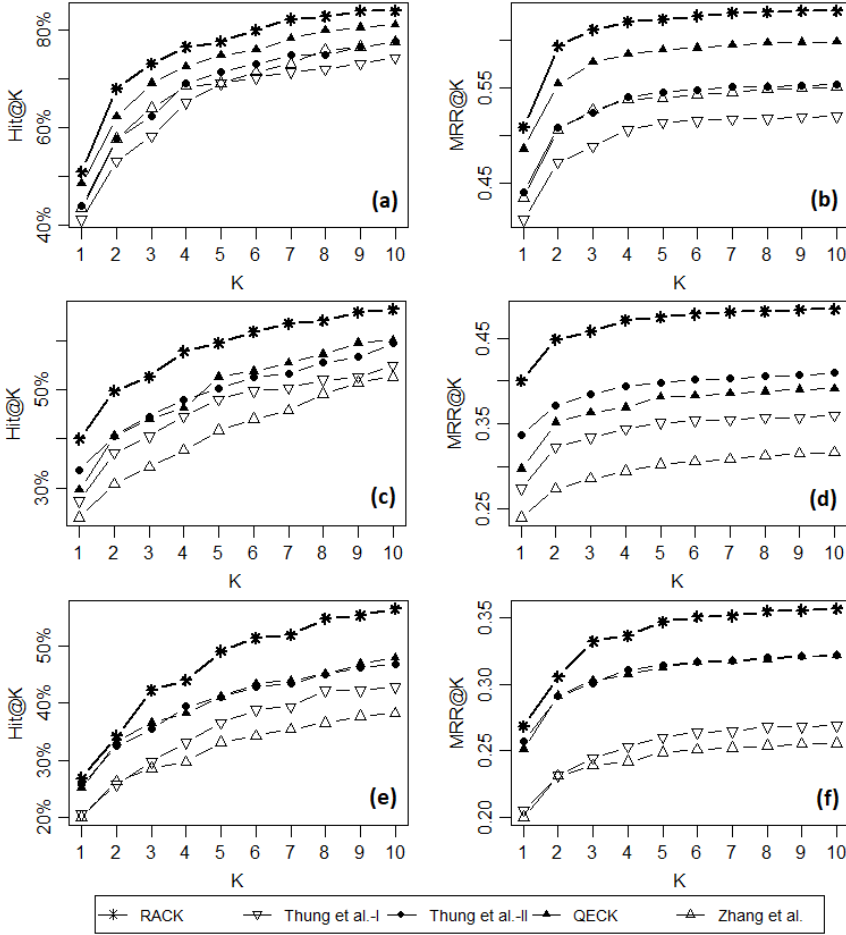 Hit@K
80%
60%
40%
(a)
1 2 3 4 5 6 7 8 9 10
K
MRR@K
0.55
0.45
(b)
1 2 3 4 5 6 7 8 9 10
K
Hit@K
50%
30%
(c)
1 2 3 4 5 6 7 8 9 10
K
MRR@K
0.45
0.35
0.25
(d)
1 2 3 4 5 6 7 8 9 10
K
Hit@K
50%
40%
30%
20%
(e)
1 2 3 4 5 6 7 8 9 10
K
MRR@K
0.35
0.30
0.25
0.20
(f)
1 2 3 4 5 6 7 8 9 10
K
RACK Thung et al.-I Thung et al.-II QECK Zhang et al.